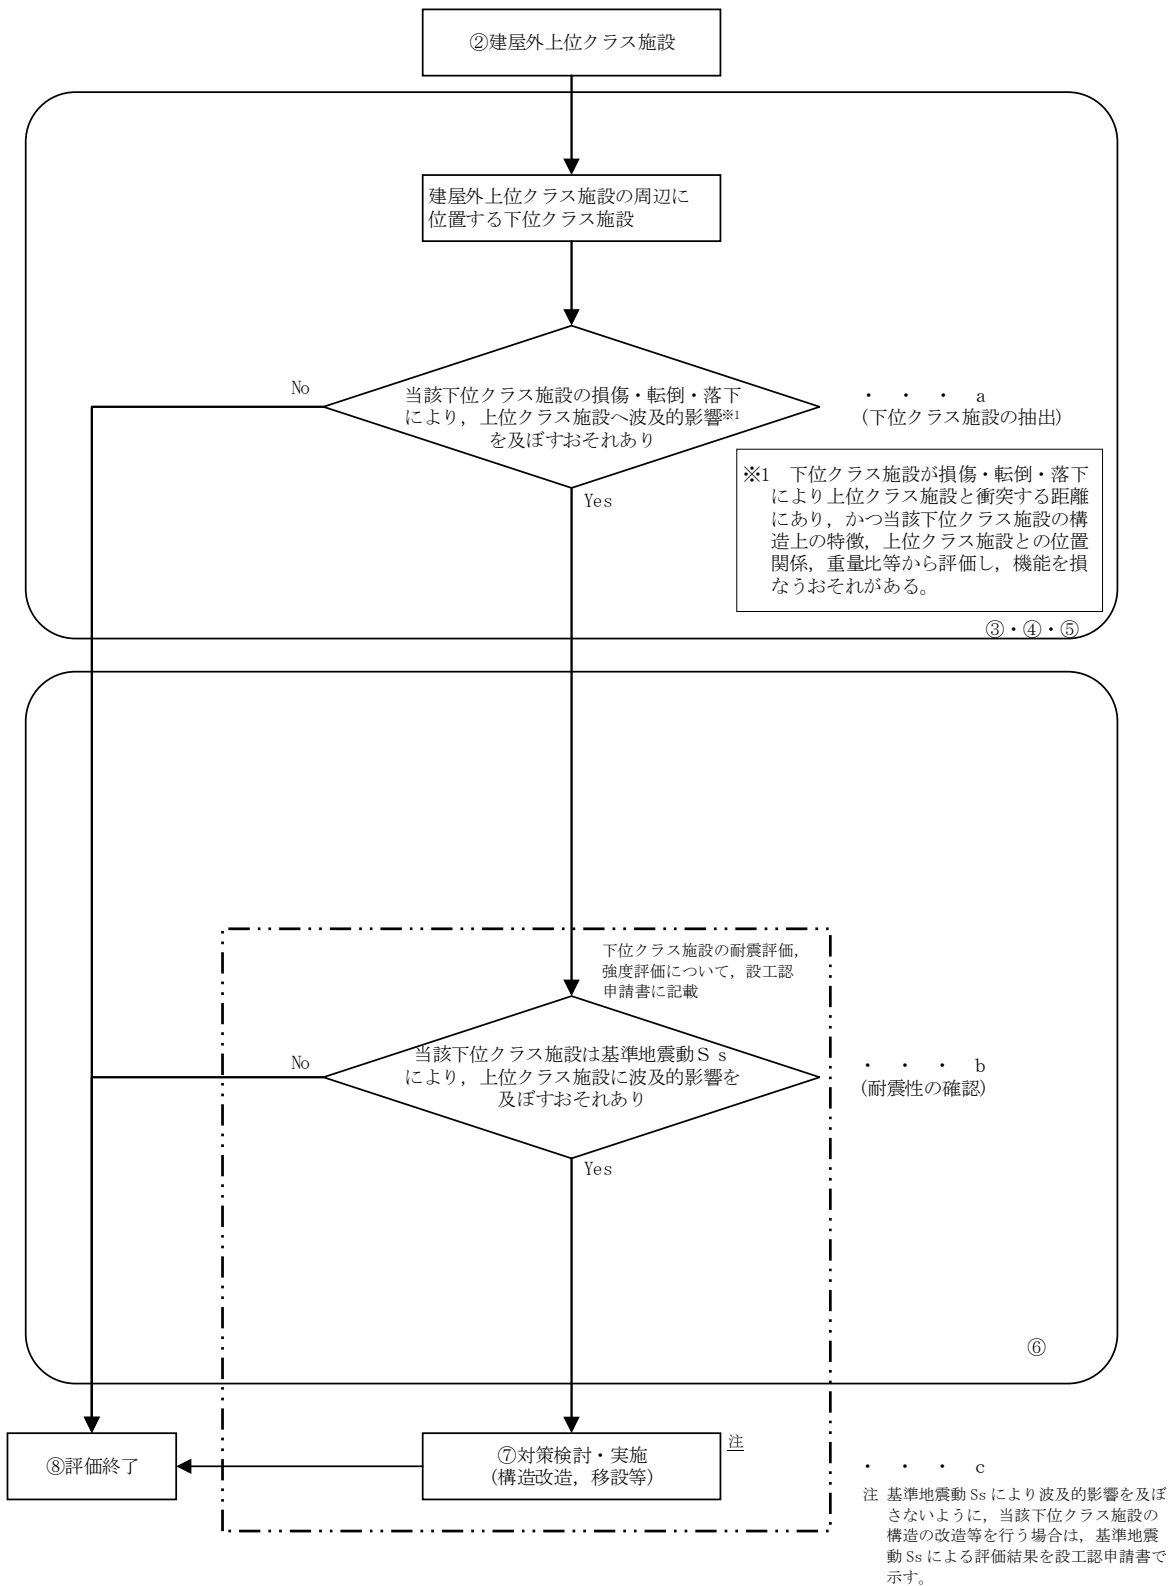 ②建屋外上位クラス施設
建屋外上位クラス施設の周辺に
位置する下位クラス施設
No
当該下位クラス施設の損傷・転倒・落下
により，上位クラス施設へ波及的影響※1
を及ぼすおそれあり
・　・　・　a
(下位クラス施設の抽出)
Yes
※1　下位クラス施設が損傷・転倒・落下
により上位クラス施設と衝突する距離
にあり，かつ当該下位クラス施設の構
造上の特徴，上位クラス施設との位置
関係，重量比等から評価し，機能を損
なうおそれがある。
③・④・⑤
下位クラス施設の耐震評価，
強度評価について，設工認
申請書に記載
No
当該下位クラス施設は基準地震動Ｓｓ
により，上位クラス施設に波及的影響を
及ぼすおそれあり
・　・　・　b
(耐震性の確認)
Yes
⑥
⑧評価終了
⑦対策検討・実施
(構造改造，移設等)
注
・　・　・　c
注 基準地震動 Ss により波及的影響を及ぼ
さないように，当該下位クラス施設の
構造の改造等を行う場合は，基準地震
動 Ss による評価結果を設工認申請書で
示す。